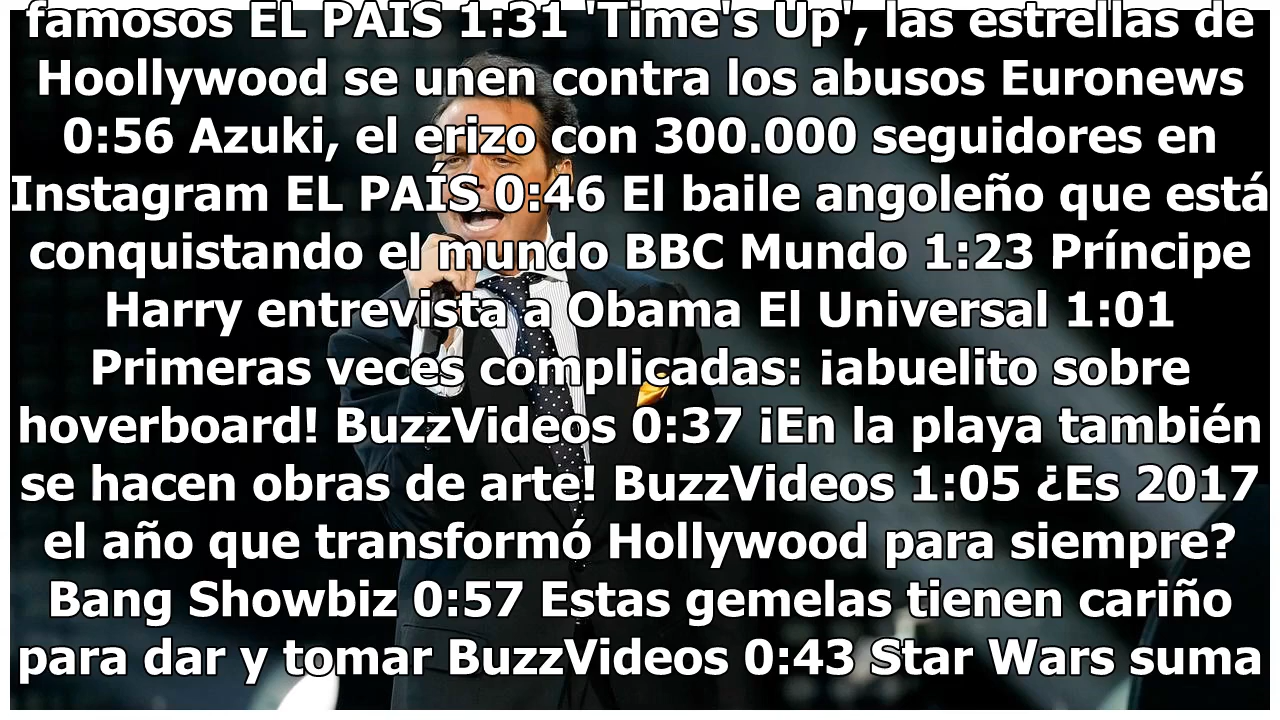 famosos EL PAÍS 1:31 'Time's Up', las estrellas de
Hoollywood se unen contra los abusos Euronews
0:56 Azuki, el erizo con 300.000 seguidores en
Instagram EL PAÍS 0:46 El baile angoleño que está
conquistando el mundo BBC Mundo 1:23 Príncipe
Harry entrevista a Obama El Universal 1:01
Primeras veces complicadas: ¡abuelito sobre
hoverboard! BuzzVideos 0:37 ¡En la playa también
se hacen obras de arte! BuzzVideos 1:05 ¿Es 2017
el año que transformó Hollywood para siempre?
Bang Showbiz 0:57 Estas gemelas tienen cariño
para dar y tomar BuzzVideos 0:43 Star Wars suma